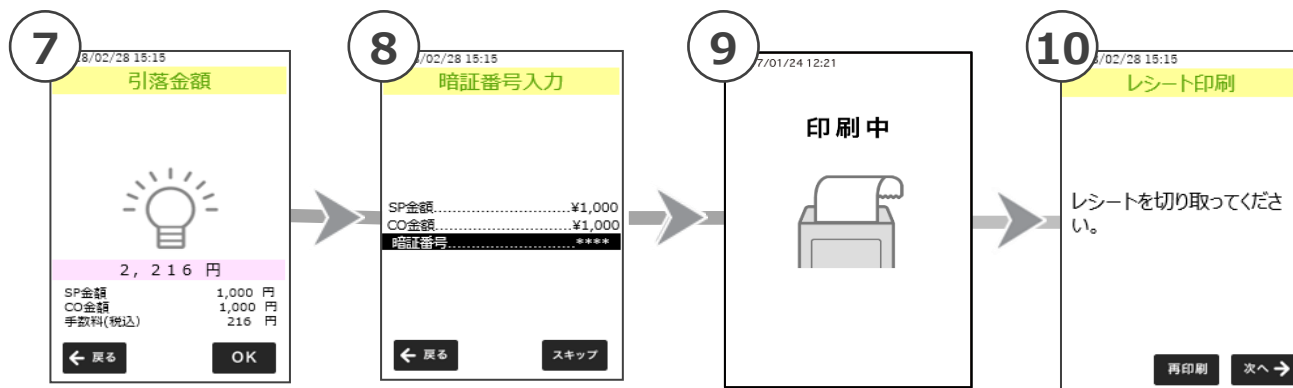 7
8/02/28 15:15
引落金額
2,216 円
SP金額 1,000 円
CO金額 1,000 円
手数料(税込) 216 円
戻る OK
8
/02/28 15:15
暗証番号入力
SP金額............................¥1,000
CO金額............................¥1,000
暗証番号..........................****
戻る スキップ
9
7/01/24 12:21
印刷中
10
/02/28 15:15
レシート印刷
レシートを切り取ってくださ
い。
再印刷 次へ